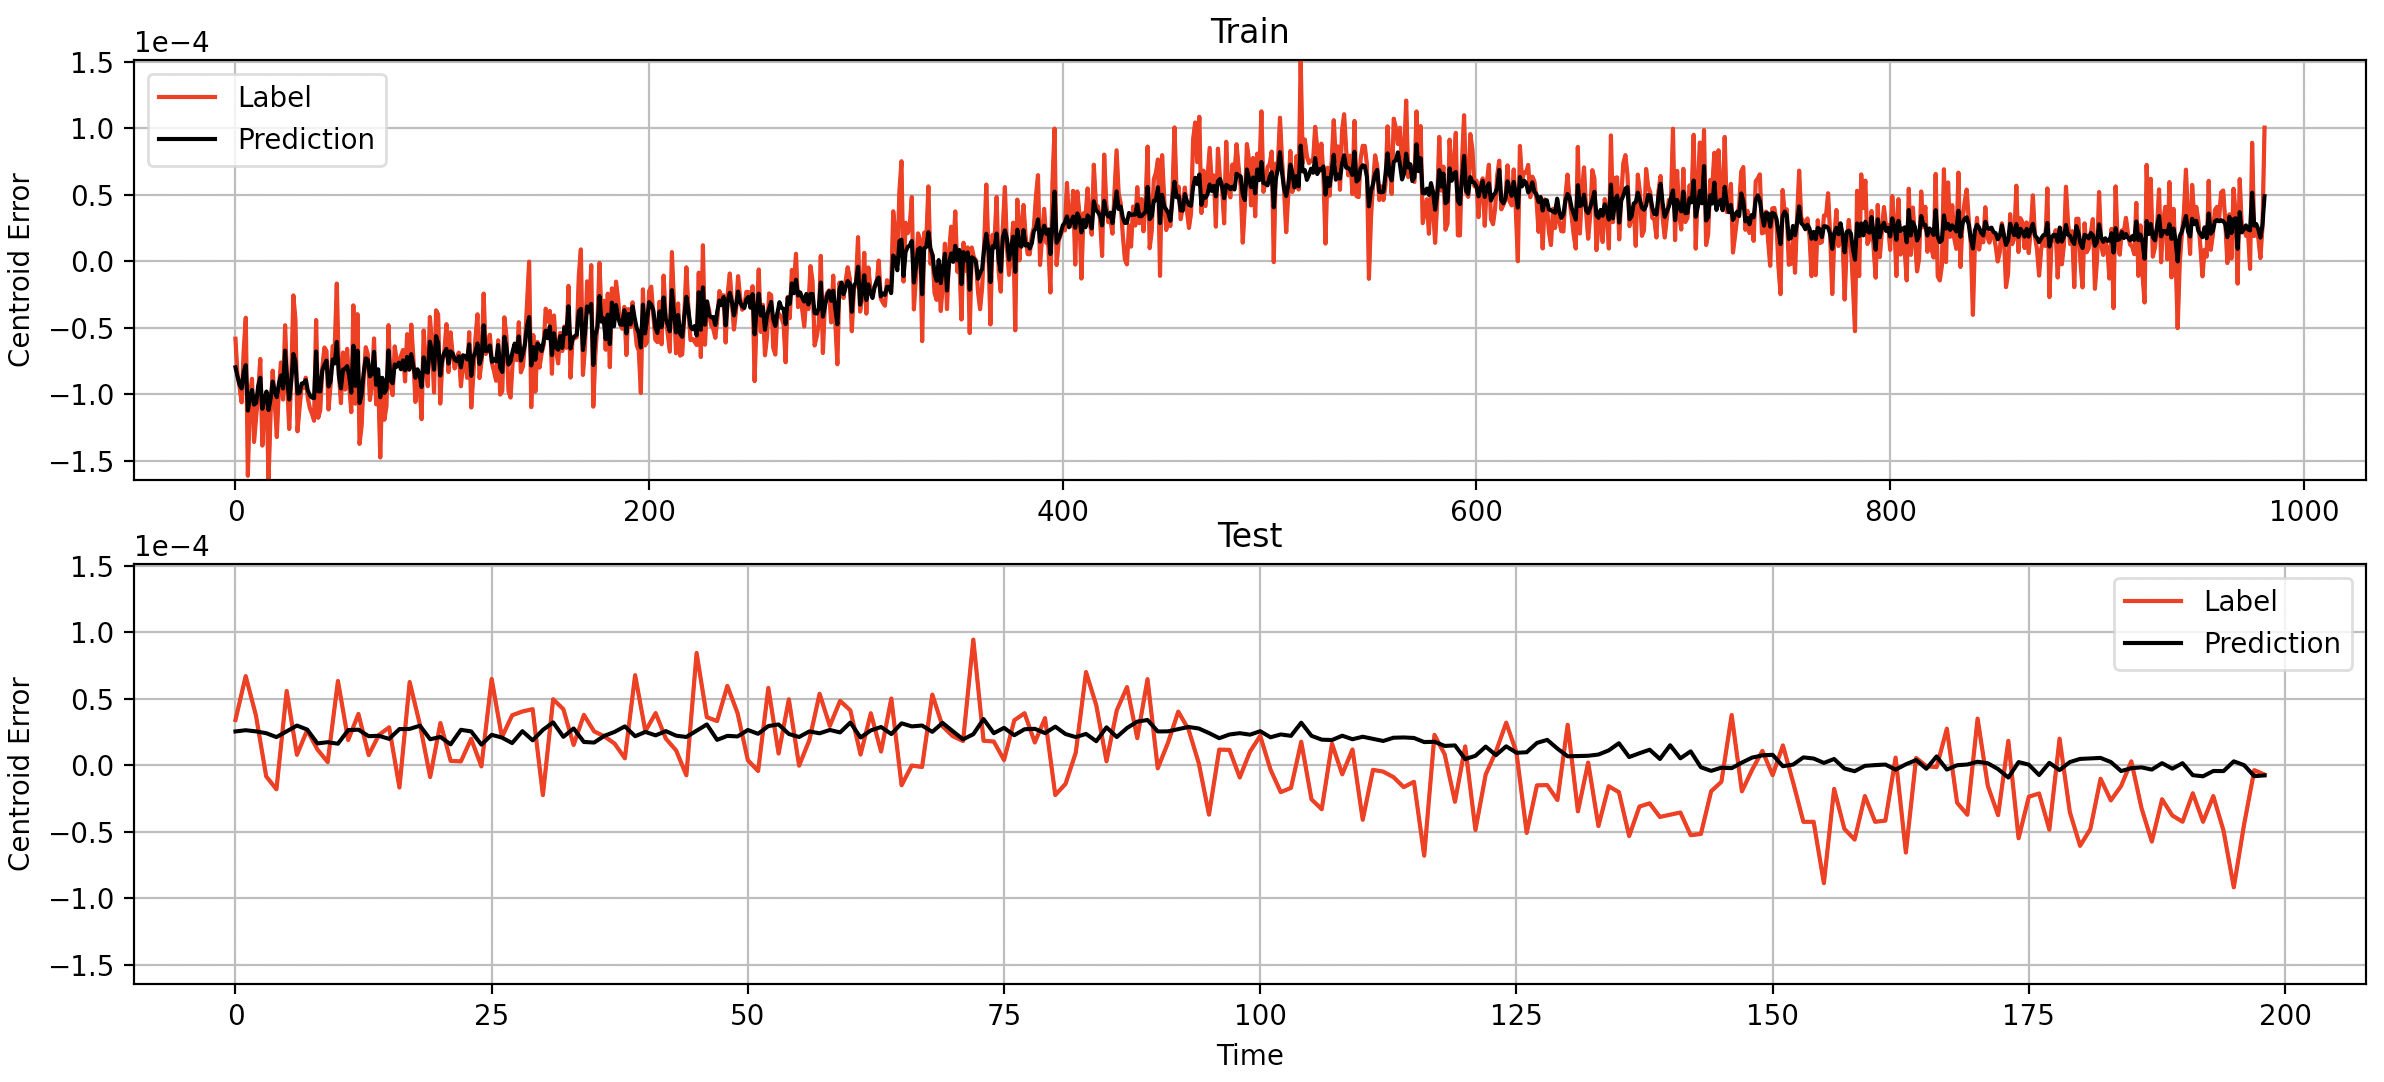 Train
1e−4
1.5
1.0
0.5
0.0
−0.5
−1.0
−1.5
Centroid Error
Label
Prediction
0 200 400 600 800 1000
Test
1e−4
1.5
1.0
0.5
0.0
−0.5
−1.0
−1.5
Centroid Error
Label
Prediction
0 25 50 75 100 125 150 175 200
Time